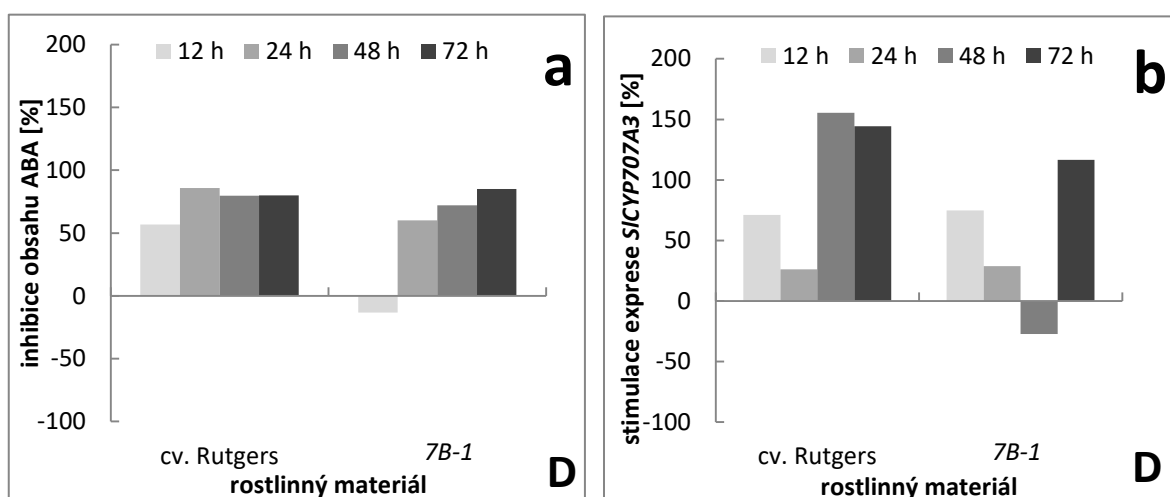 a
12 h 24 h 48 h 72 h
inhibice obsahu ABA [%]
200
150
100
50
0
-50
-100
cv. Rutgers 7B-1
rostlinný materiál
D
b
12 h 24 h 48 h 72 h
stimulace exprese SlCYP707A3 [%]
200
150
100
50
0
-50
-100
cv. Rutgers 7B-1
rostlinný materiál
D